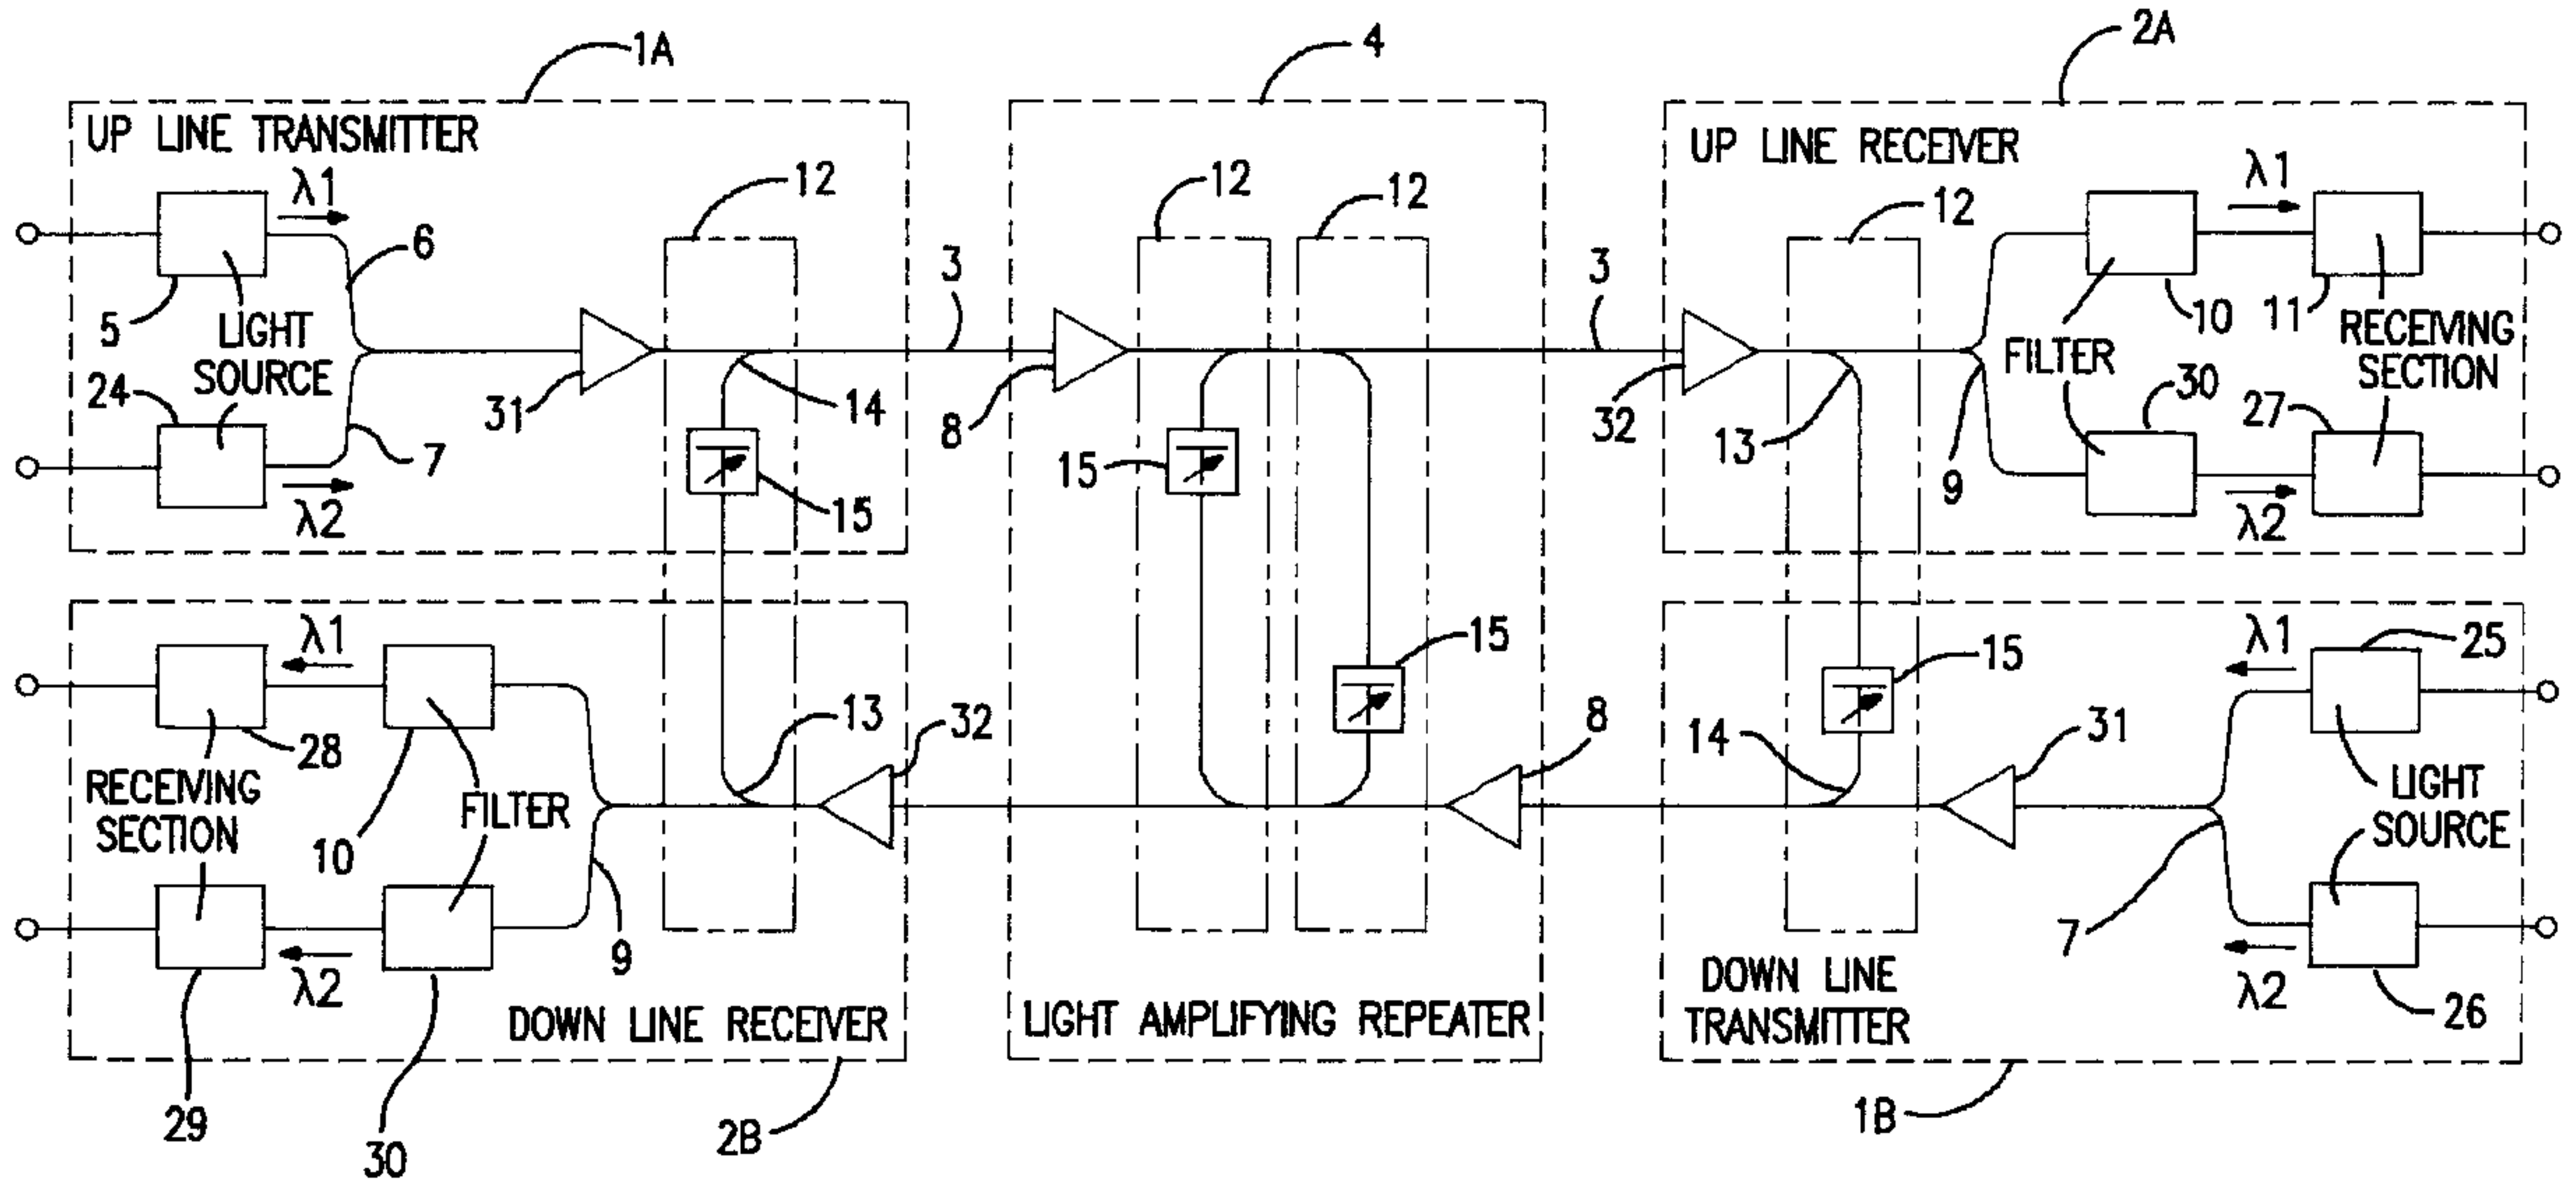 1A
4
2A
UP LINE TRANSMITTER
UP LINE RECEIVER
λ1
12
12
12
12
λ1
6
3
3
5
LIGHT
SOURCE
10
11
RECEIVING
SECTION
FILTER
24
31
14
8
32
13
30
27
7
15
15
9
λ2
λ2
λ1
15
15
λ1
25
28
13
32
8
14
31
RECEIVING
SECTION
FILTER
10
LIGHT
SOURCE
9
7
λ2
λ2
26
DOWN LINE RECEIVER
LIGHT AMPLIFYING REPEATER
DOWN LINE
TRANSMITTER
29
30
2B
1B